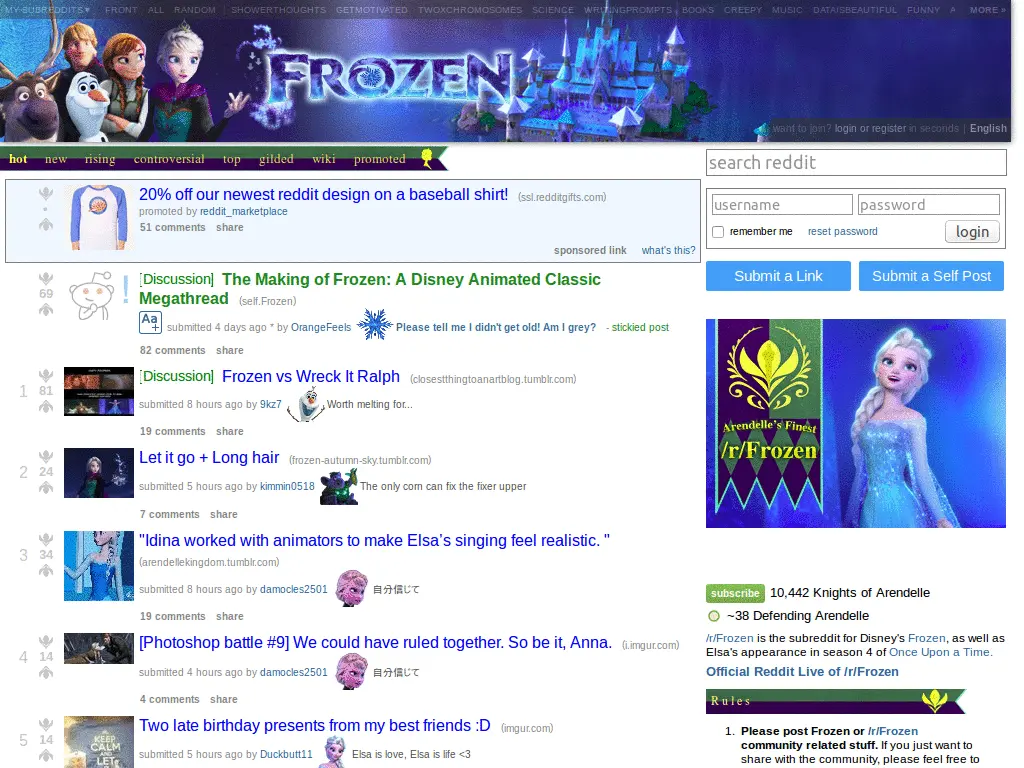 MY SUBREDDITS ▾ FRONT ALL RANDOM | SHOWERTHOUGHTS GETMOTIVATED TWOXCHROMOSOMES SCIENCE WRITINGPROMPTS BOOKS CREEPY MUSIC DATAISBEAUTIFUL FUNNY A MORE »
FROZEN
want to join? login or register in seconds | English
hot new rising controversial top gilded wiki promoted
20% off our newest reddit design on a baseball shirt! (ssl.redditgifts.com)
promoted by reddit_marketplace
51 comments share
sponsored link what's this?
69
[Discussion] The Making of Frozen: A Disney Animated Classic
Megathread (self.Frozen)
Aa+ submitted 4 days ago * by OrangeFeels Please tell me I didn't get old! Am I grey? - stickied post
82 comments share
1
81
[Discussion] Frozen vs Wreck It Ralph (closestthingtoanartblog.tumblr.com)
submitted 8 hours ago by 9kz7 Worth melting for...
19 comments share
2
24
Let it go + Long hair (frozen-autumn-sky.tumblr.com)
submitted 5 hours ago by kimmin0518 The only corn can fix the fixer upper
7 comments share
3
34
"Idina worked with animators to make Elsa's singing feel realistic. "
(arendellekingdom.tumblr.com)
submitted 8 hours ago by damocles2501 自分信じて
19 comments share
4
14
[Photoshop battle #9] We could have ruled together. So be it, Anna. (i.imgur.com)
submitted 4 hours ago by damocles2501 自分信じて
4 comments share
5
14
KEEP
CALM
AND
LET
Two late birthday presents from my best friends :D (imgur.com)
submitted 5 hours ago by Duckbutt11 Elsa is love, Elsa is life <3
search reddit
username password
remember me reset password login
Submit a Link Submit a Self Post
Arendelle's Finest
/r/Frozen
subscribe 10,442 Knights of Arendelle
~38 Defending Arendelle
/r/Frozen is the subreddit for Disney's Frozen, as well as
Elsa's appearance in season 4 of Once Upon a Time.
Official Reddit Live of /r/Frozen
Rules
1. Please post Frozen or /r/Frozen
community related stuff. If you just want to
share with the community, please feel free to